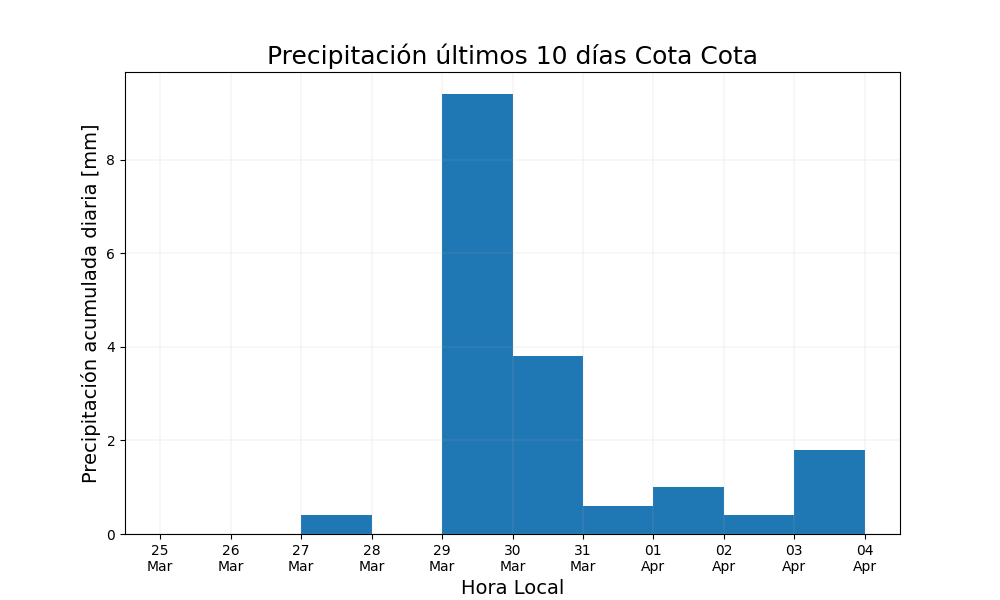 Precipitación últimos 10 días Cota Cota
Precipitación acumulada diaria [mm]
8
6
4
2
0
25 26 27 28 29 30 31 01 02 03 04
Mar Mar Mar Mar Mar Mar Mar Apr Apr Apr Apr
Hora Local